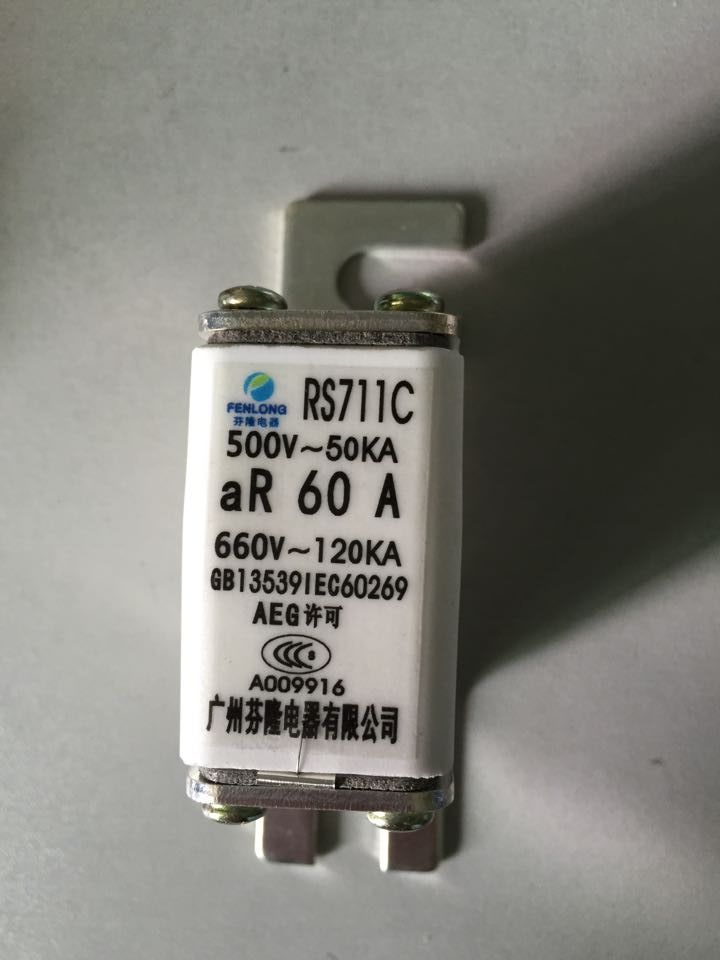 RS711C
FENLONG
芬隆电器
500V~50KA
aR 60 A
660V~120KA
GB13539IEC60269
AEG许可
CCC S
A009916
广州芬隆电器有限公司